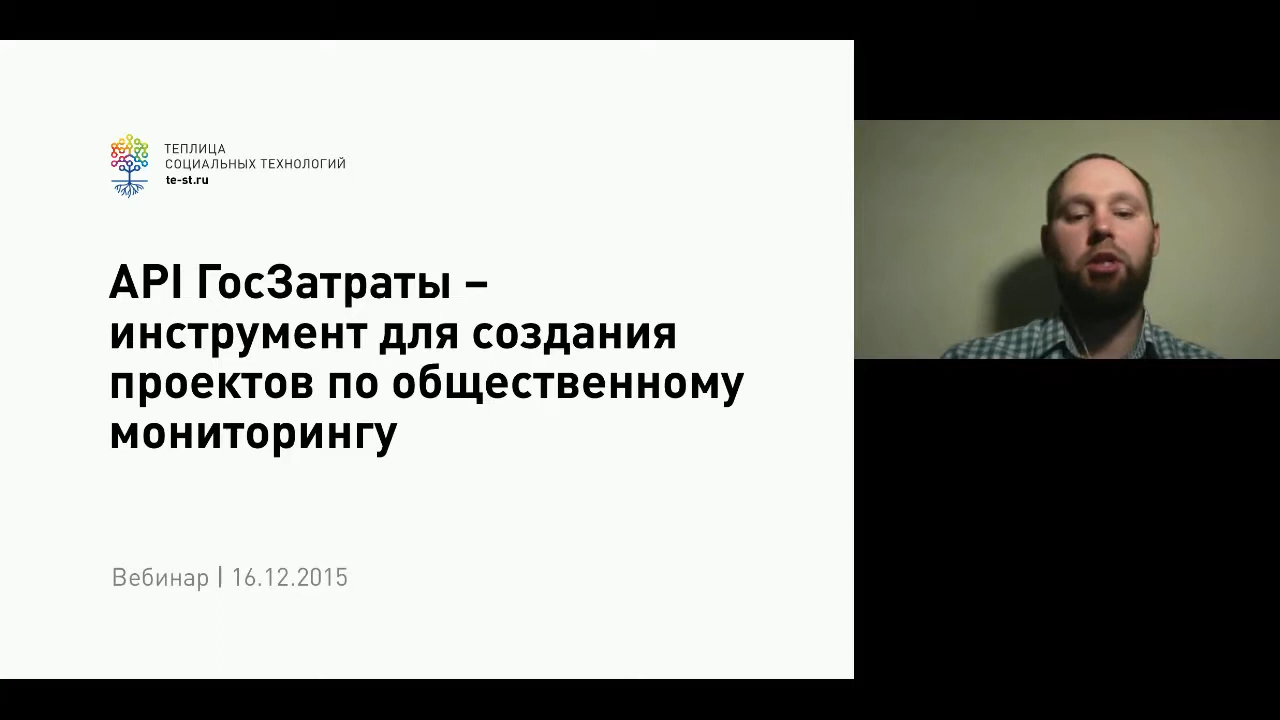 ТЕПЛИЦА
СОЦИАЛЬНЫХ ТЕХНОЛОГИЙ
te-st.ru
API ГосЗатраты –
инструмент для создания
проектов по общественному
мониторингу
Вебинар | 16.12.2015